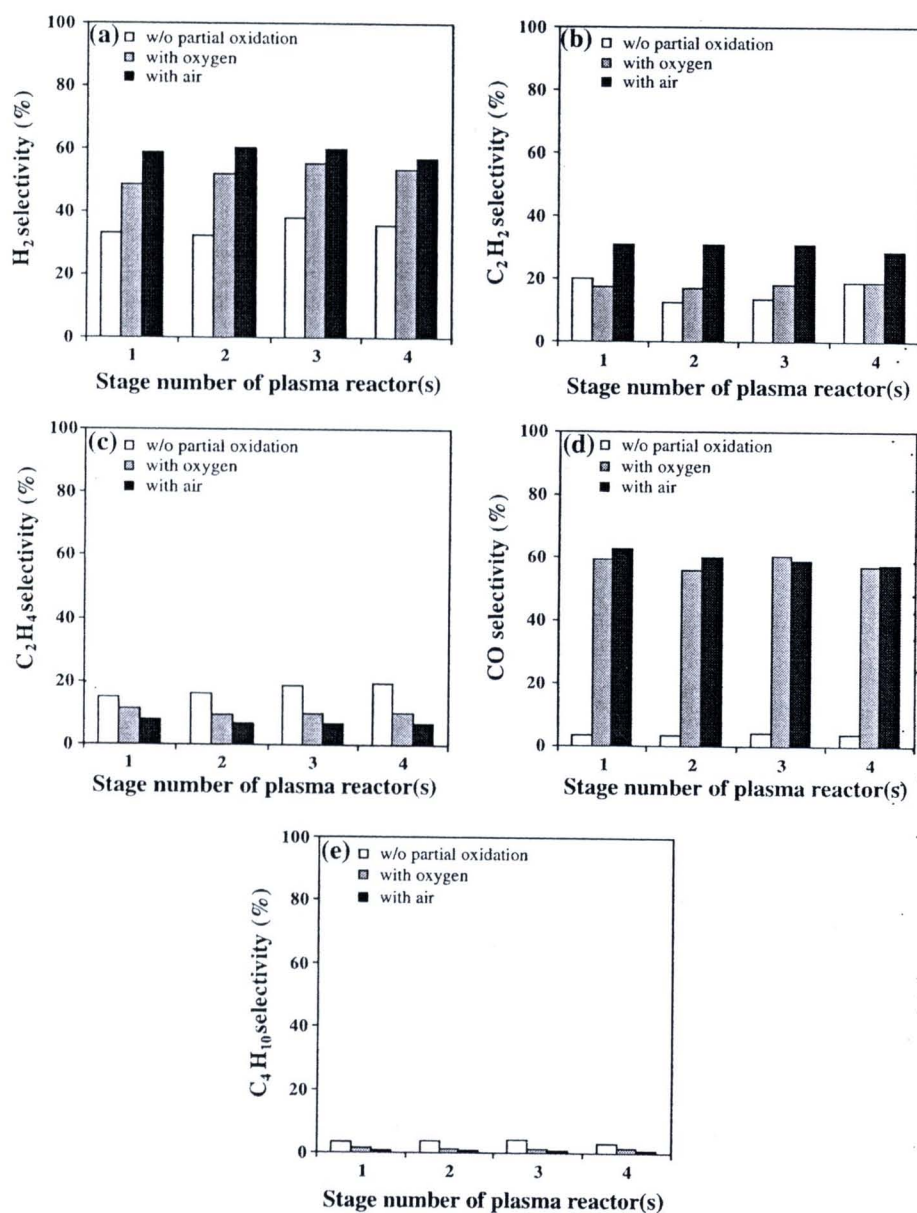 (a)
w/o partial oxidation
with oxygen
with air
H₂ selectivity (%)
100
80
60
40
20
0
1 2 3 4
Stage number of plasma reactor(s)
(b)
w/o partial oxidation
with oxygen
with air
C₂H₂ selectivity (%)
100
80
60
40
20
0
1 2 3 4
Stage number of plasma reactor(s)
(c)
w/o partial oxidation
with oxygen
with air
C₂H₄ selectivity (%)
100
80
60
40
20
0
1 2 3 4
Stage number of plasma reactor(s)
(d)
w/o partial oxidation
with oxygen
with air
CO selectivity (%)
100
80
60
40
20
0
1 2 3 4
Stage number of plasma reactor(s)
(e)
w/o partial oxidation
with oxygen
with air
C₄H₁₀ selectivity (%)
100
80
60
40
20
0
1 2 3 4
Stage number of plasma reactor(s)